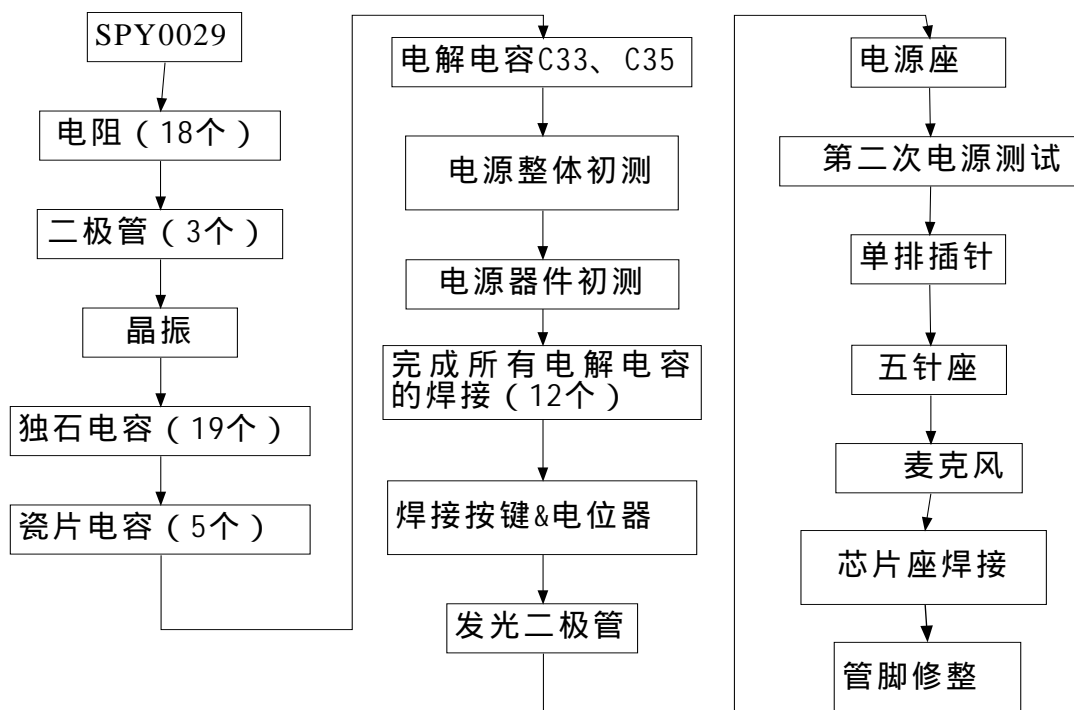 SPY0029
电阻（18个）
二极管（3个）
晶振
独石电容（19个）
瓷片电容（5个）
电解电容C33、C35
电源整体初测
电源器件初测
完成所有电解电容
的焊接（12个）
焊接按键&电位器
发光二极管
电源座
第二次电源测试
单排插针
五针座
麦克风
芯片座焊接
管脚修整